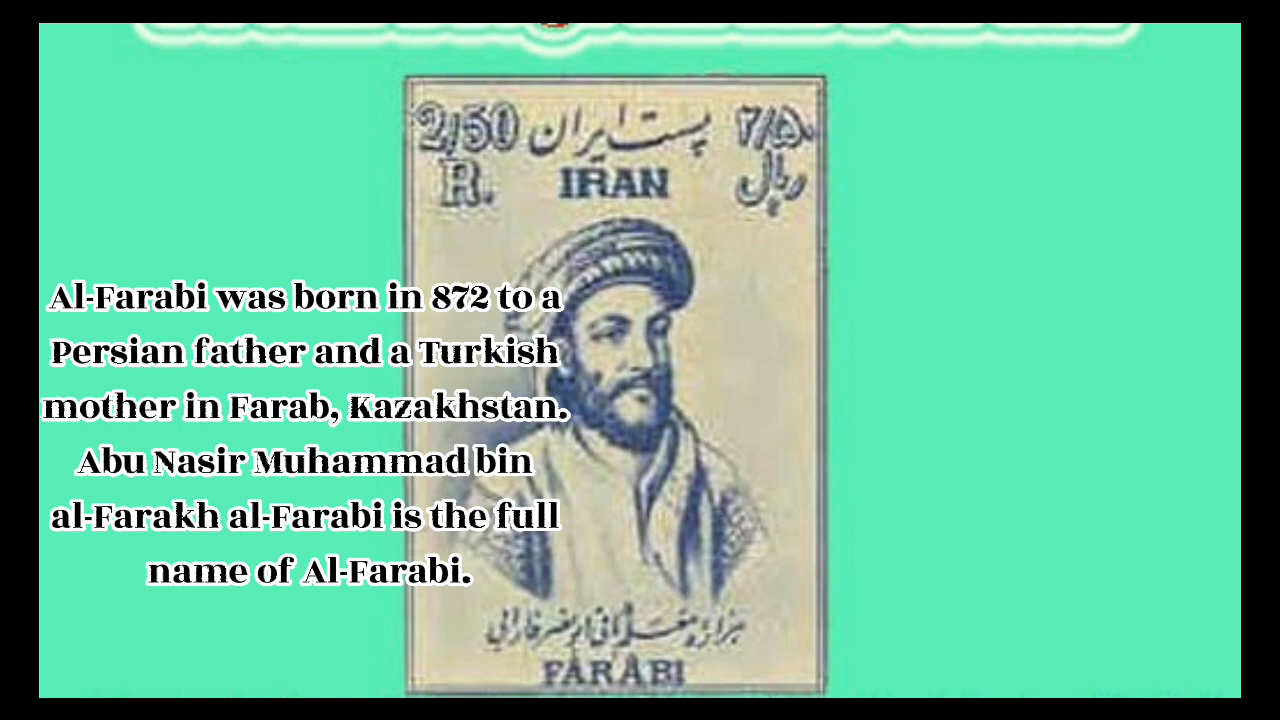 2/50 پست ایران ۲/۵۰
R. IRAN ریال
Al-Farabi was born in 872 to a
Persian father and a Turkish
mother in Farab, Kazakhstan.
Abu Nasir Muhammad bin
al-Farakh al-Farabi is the full
name of Al-Farabi.
ابونصر فارابی
FARABI